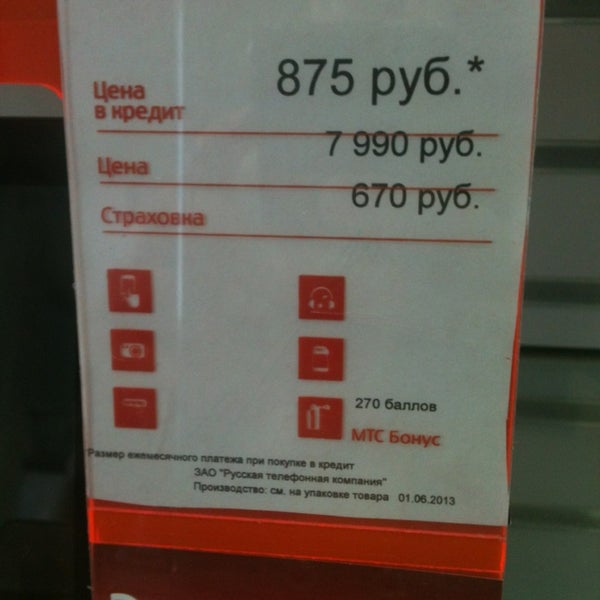 Цена
в кредит
875 руб.*
Цена
7 990 руб.
Страховка
670 руб.
270 баллов
МТС Бонус
Размер ежемесячного платежа при покупке в кредит
ЗАО "Русская телефонная компания"
Производство: см. на упаковке товара 01.06.2013